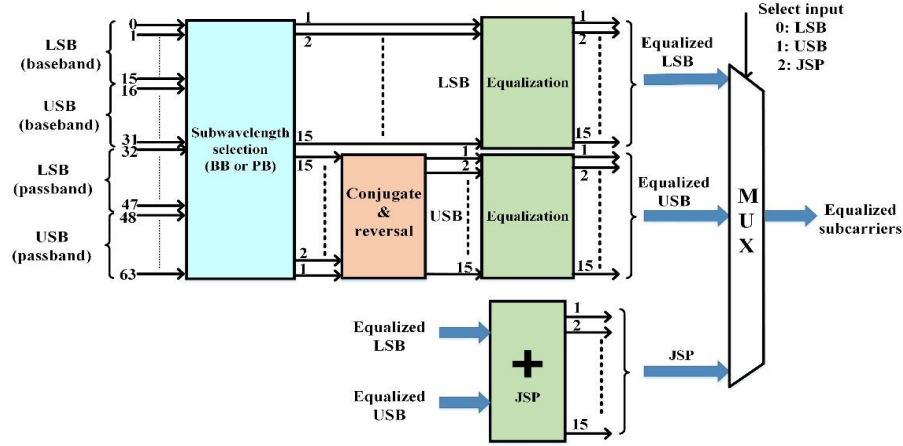 0
1
LSB
(baseband)
15
16
USB
(baseband)
31
32
LSB
(passband)
47
48
USB
(passband)
63
Subwavelength
selection
(BB or PB)
1
2
15
15
2
1
Conjugate
&
reversal
LSB
1
2
USB
15
Equalization
Equalization
1
2
15
1
2
15
Equalized
LSB
Equalized
USB
Equalized
LSB
Equalized
USB
+
JSP
1
2
15
JSP
Select input
0: LSB
1: USB
2: JSP
MUX
Equalized
subcarriers